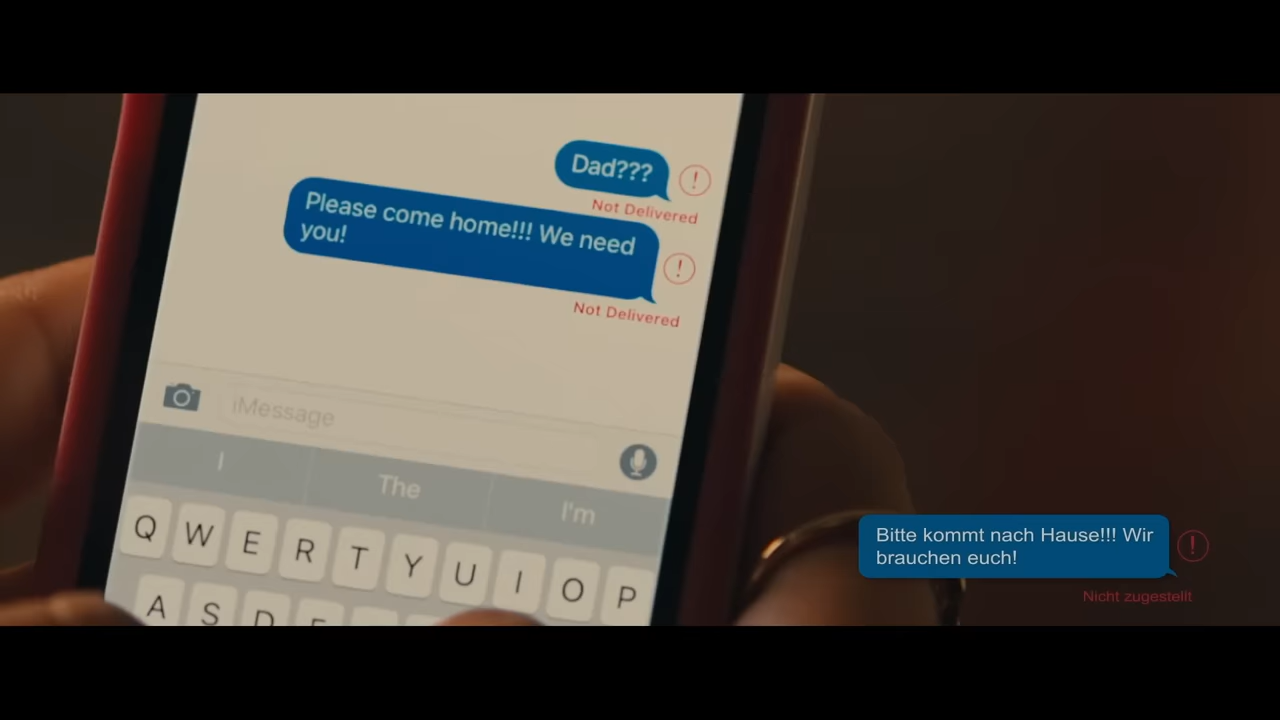 Dad???
!
Not Delivered
Please come home!!! We need
you!
!
Not Delivered
iMessage
I The I'm
Q W E R T Y U I O P
A S D F
Bitte kommt nach Hause!!! Wir
brauchen euch!
!
Nicht zugestellt